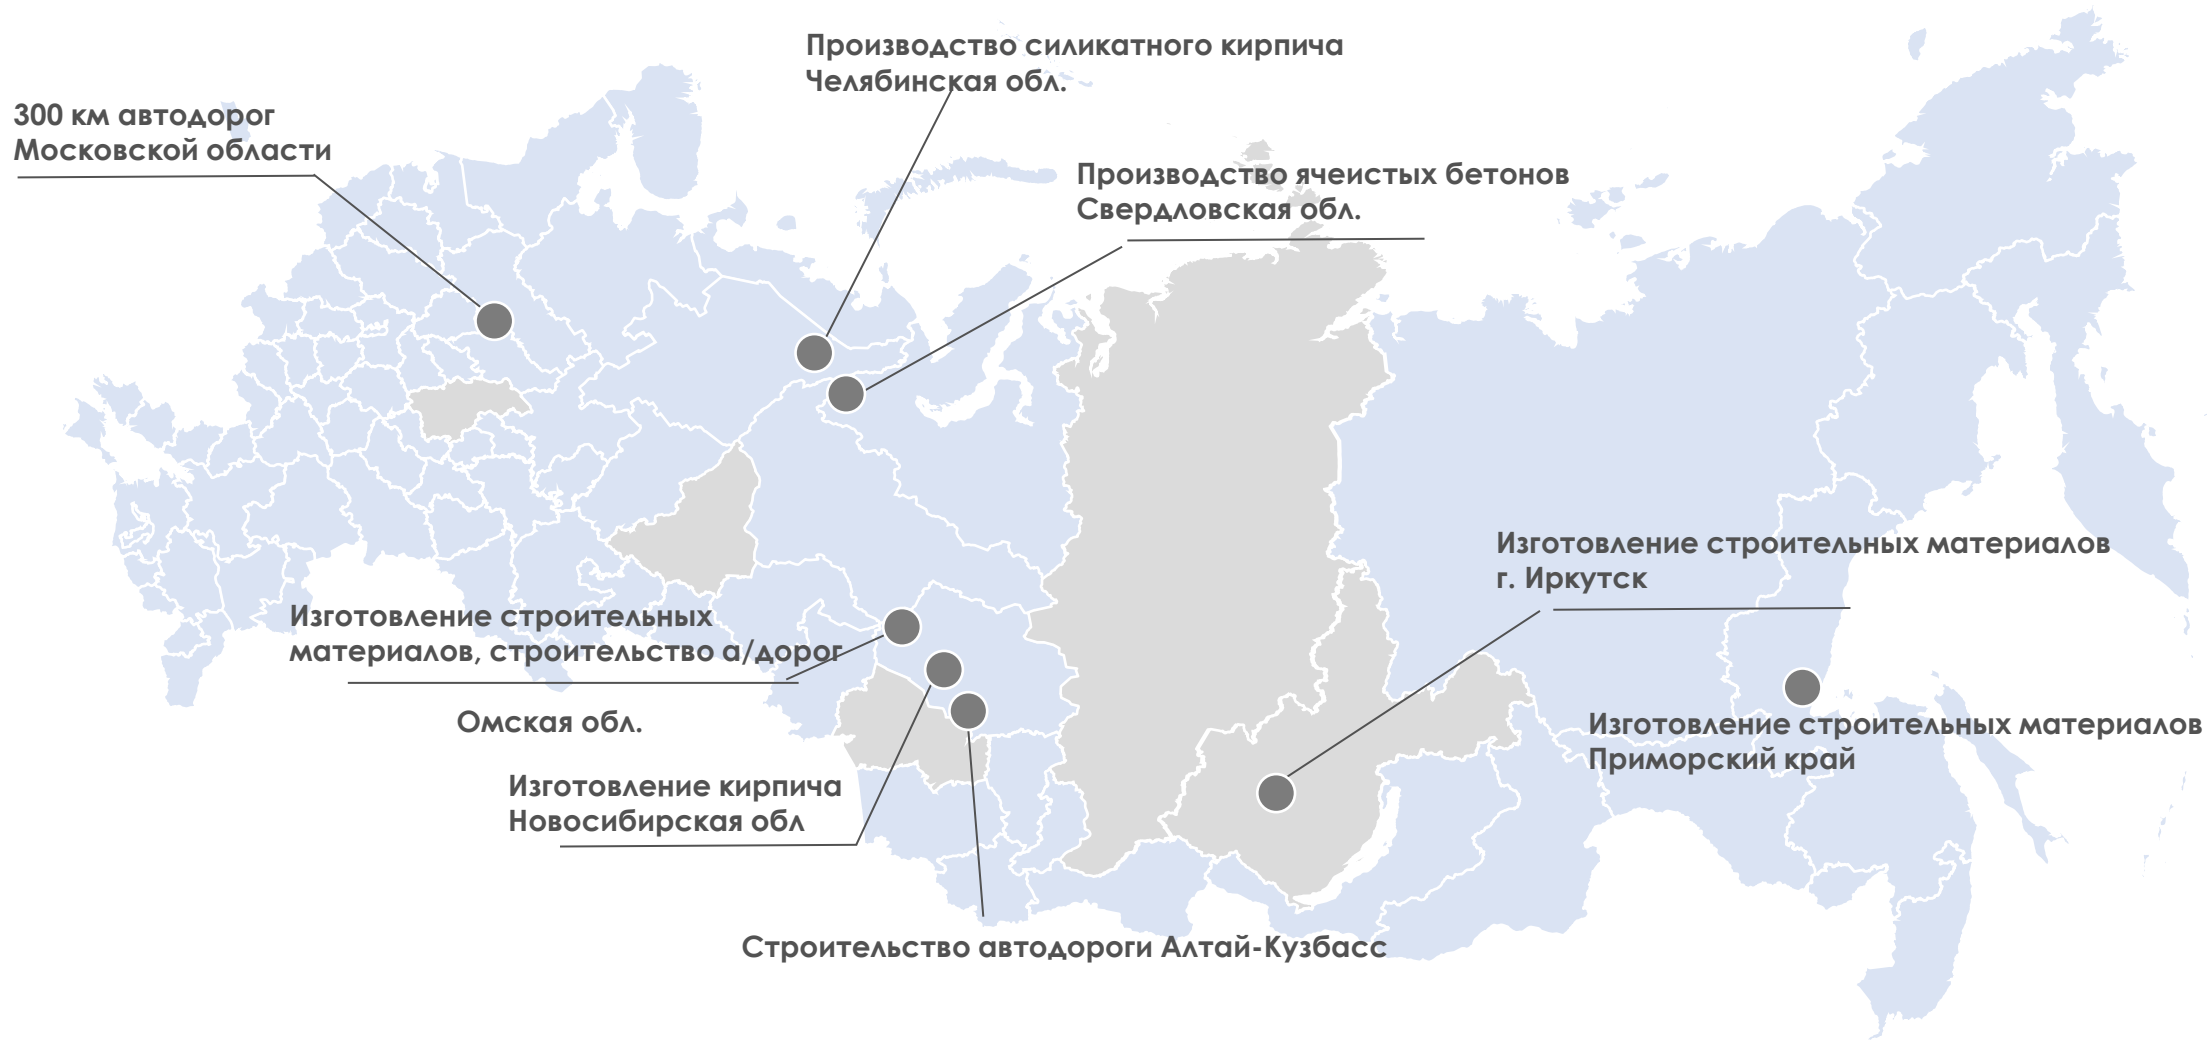 Производство силикатного кирпича
Челябинская обл.
300 км автодорог
Московской области
Производство ячеистых бетонов
Свердловская обл.
Изготовление строительных материалов
г. Иркутск
Изготовление строительных
материалов, строительство а/дорог
Омская обл.
Изготовление строительных материалов
Приморский край
Изготовление кирпича
Новосибирская обл
Строительство автодороги Алтай-Кузбасс